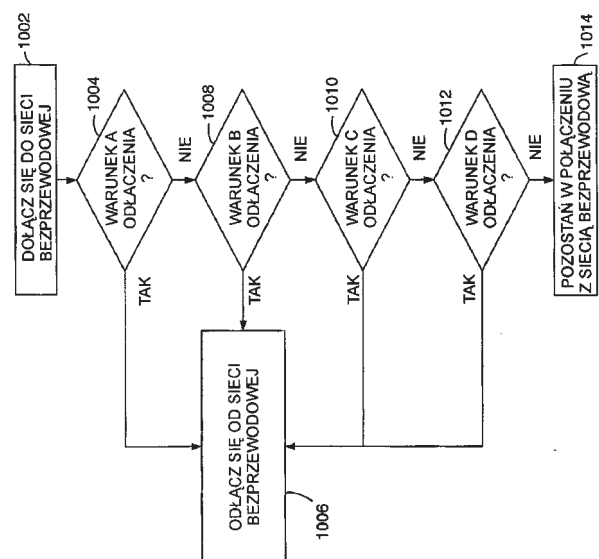 1002
DOŁĄCZ SIĘ DO SIECI
BEZPRZEWODOWEJ
1004
WARUNEK A
ODŁACZENIA
?
TAK
NIE
1008
WARUNEK B
ODŁĄCZENIA
?
TAK
NIE
1010
WARUNEK C
ODŁĄCZENIA
?
TAK
NIE
1012
WARUNEK D
ODŁĄCZENIA
?
TAK
NIE
ODŁĄCZ SIĘ OD SIECI
BEZPRZEWODOWEJ
1006
1014
POZOSTAŃ W POŁĄCZENIU
Z SIECIĄ BEZPRZEWODOWĄ